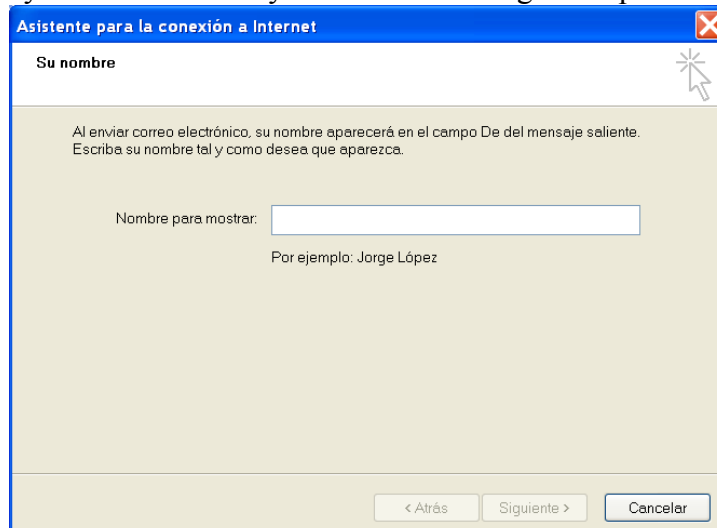 Asistente para la conexión a Internet
Su nombre
Al enviar correo electrónico, su nombre aparecerá en el campo De del mensaje saliente.
Escriba su nombre tal y como desea que aparezca.
Nombre para mostrar:
Por ejemplo: Jorge López
< Atrás
Siguiente >
Cancelar